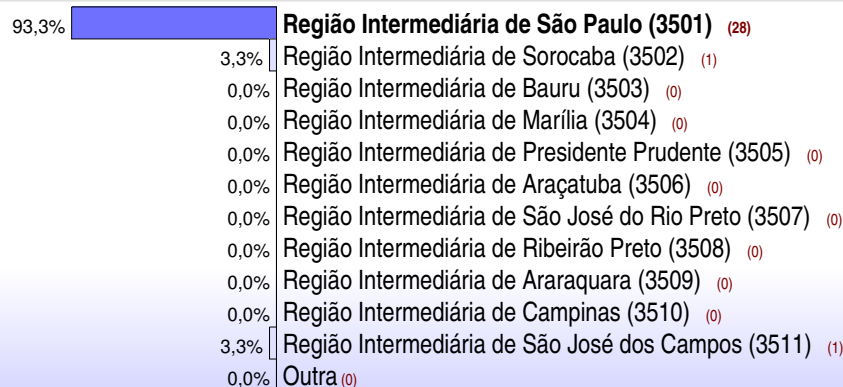 93,3% Região Intermediária de São Paulo (3501) (28)
3,3% Região Intermediária de Sorocaba (3502) (1)
0,0% Região Intermediária de Bauru (3503) (0)
0,0% Região Intermediária de Marília (3504) (0)
0,0% Região Intermediária de Presidente Prudente (3505) (0)
0,0% Região Intermediária de Araçatuba (3506) (0)
0,0% Região Intermediária de São José do Rio Preto (3507) (0)
0,0% Região Intermediária de Ribeirão Preto (3508) (0)
0,0% Região Intermediária de Araraquara (3509) (0)
0,0% Região Intermediária de Campinas (3510) (0)
3,3% Região Intermediária de São José dos Campos (3511) (1)
0,0% Outra (0)